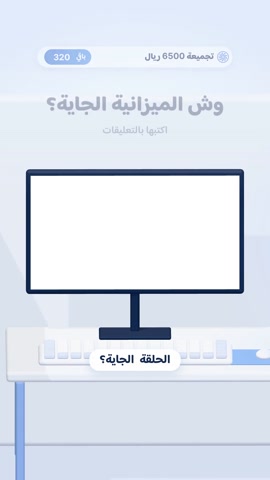 تجميعة 6500 ريال
باقي 320
وش الميزانية الجاية؟
اكتبها بالتعليقات
الحلقة الجاية؟